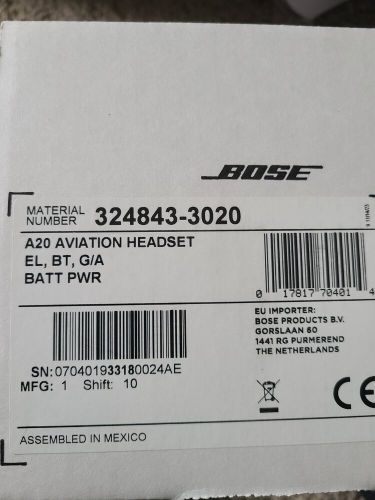 BOSE
MATERIAL NUMBER 324843-3020
A20 AVIATION HEADSET
EL, BT, G/A
BATT PWR
0 17817 70401 4
EU IMPORTER:
BOSE PRODUCTS B.V.
GORSLAAN 60
1441 RG PURMEREND
THE NETHERLANDS
SN:070401933180024AE
MFG: 1 Shift: 10
CE
ASSEMBLED IN MEXICO